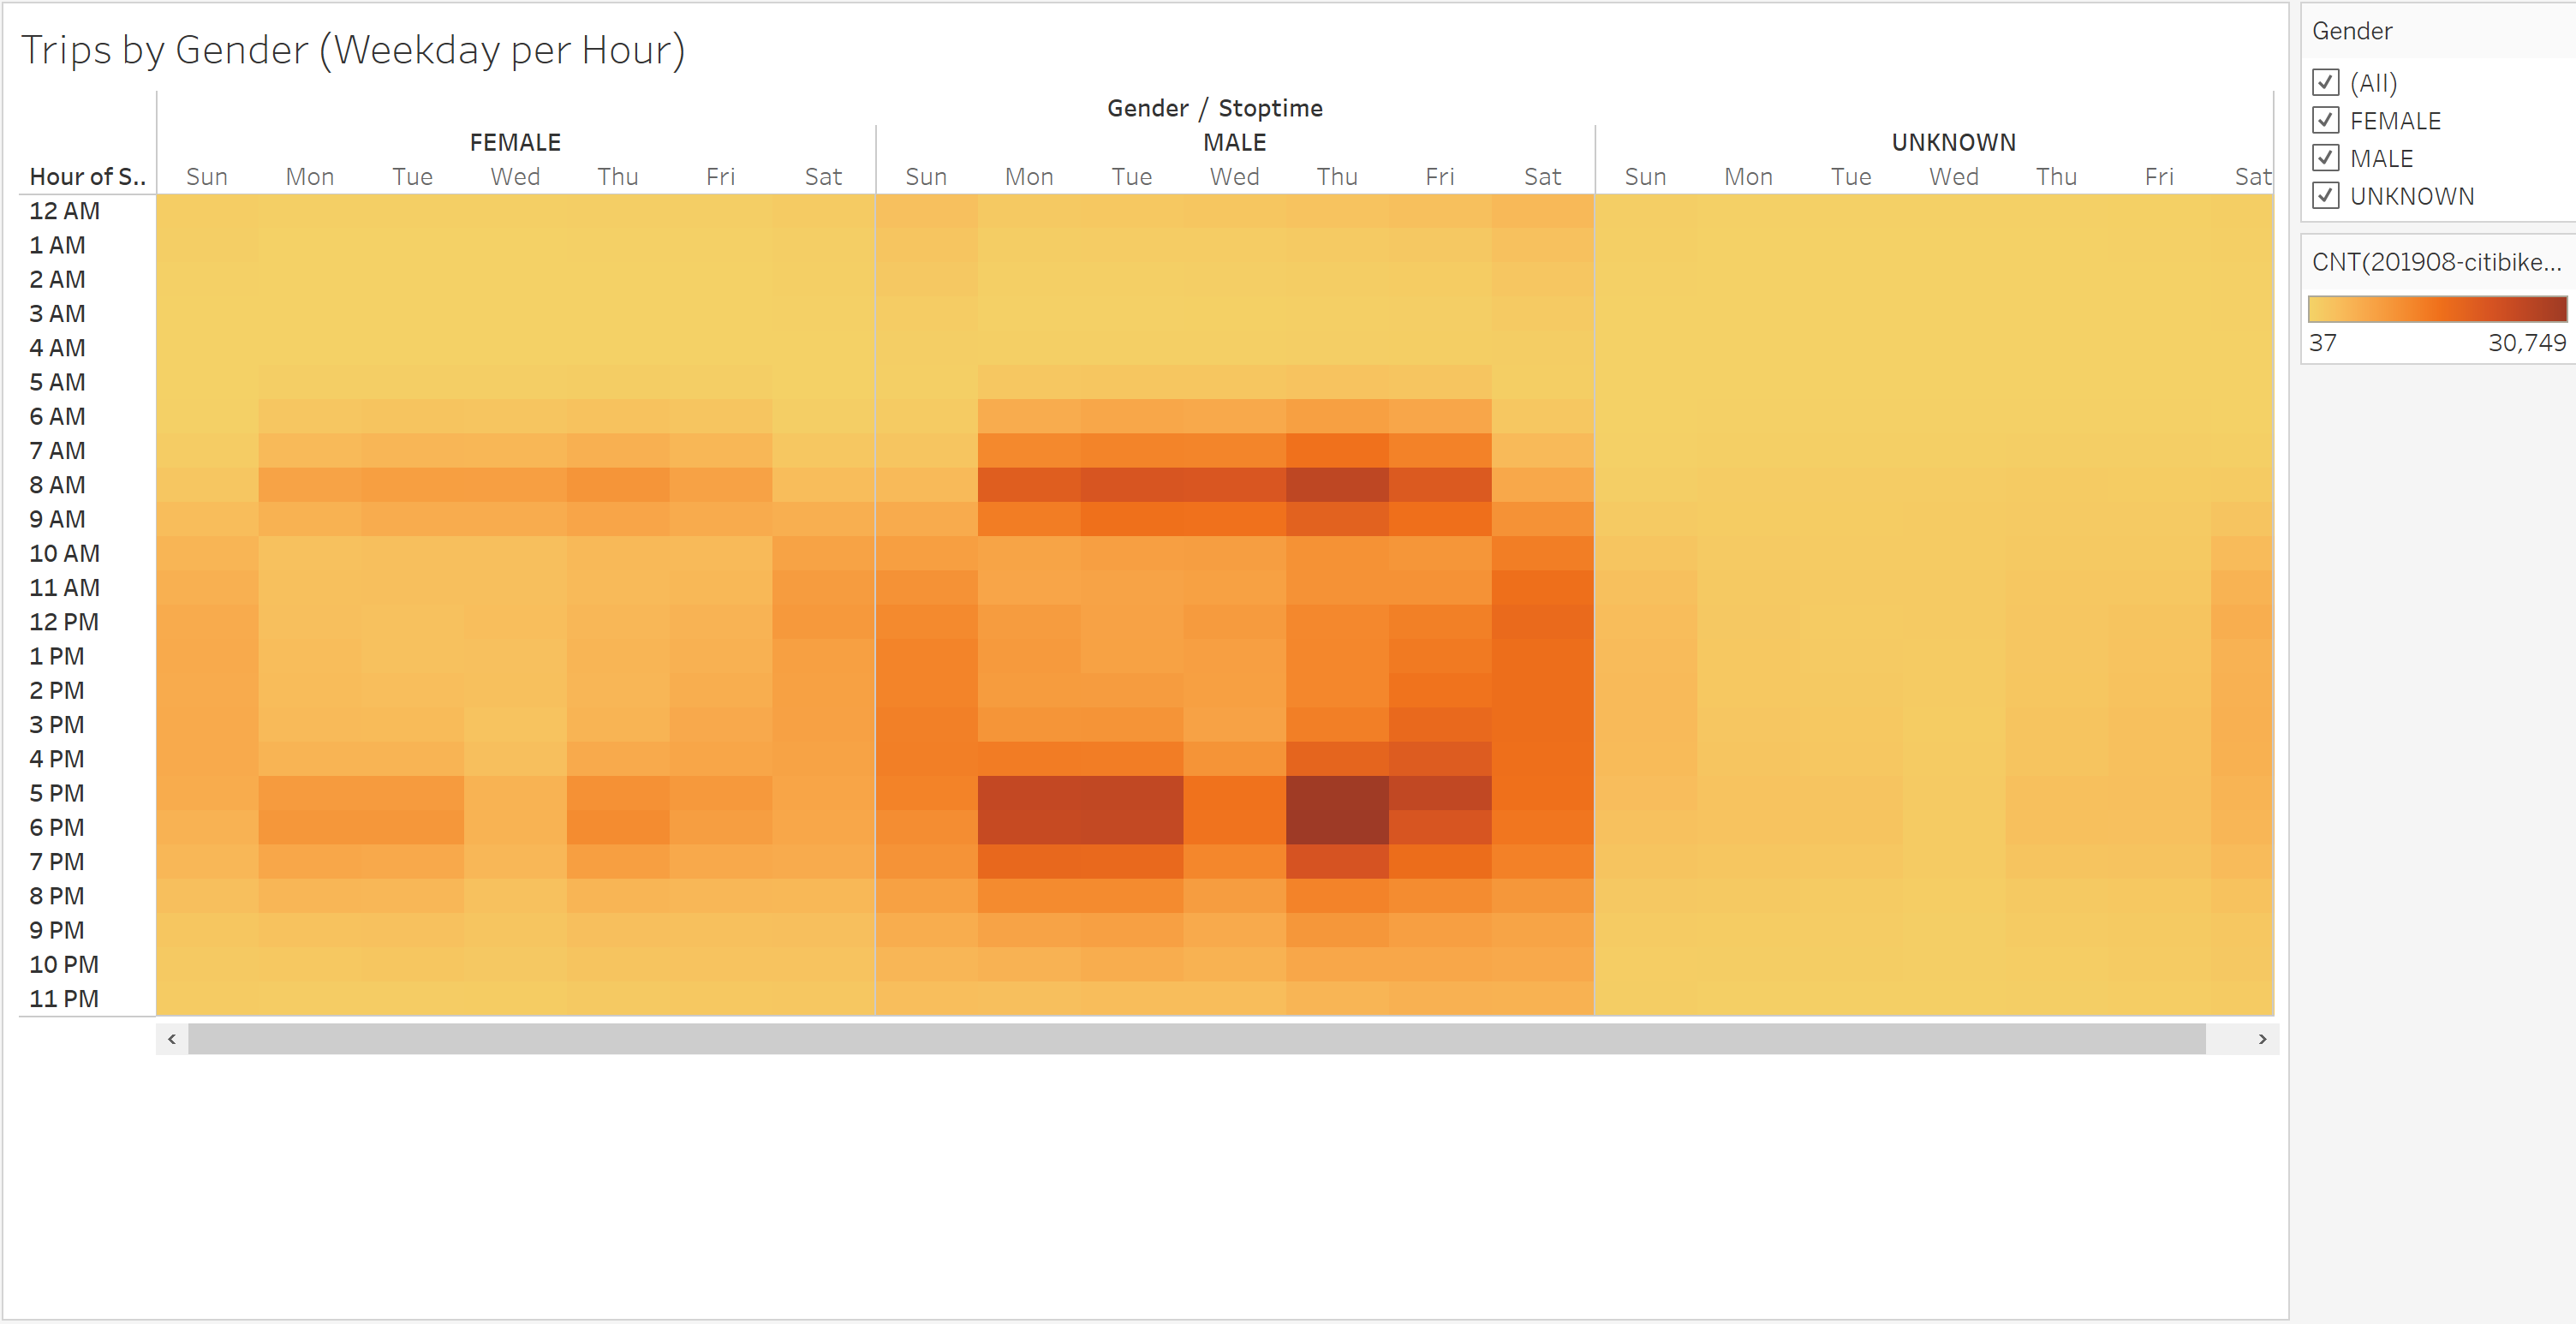 Trips by Gender (Weekday per Hour)
Gender / Stoptime
FEMALE MALE UNKNOWN
Hour of S.. Sun Mon Tue Wed Thu Fri Sat Sun Mon Tue Wed Thu Fri Sat Sun Mon Tue Wed Thu Fri Sat
12 AM
1 AM
2 AM
3 AM
4 AM
5 AM
6 AM
7 AM
8 AM
9 AM
10 AM
11 AM
12 PM
1 PM
2 PM
3 PM
4 PM
5 PM
6 PM
7 PM
8 PM
9 PM
10 PM
11 PM
Gender
(All)
FEMALE
MALE
UNKNOWN
CNT(201908-citibike...
37 30,749